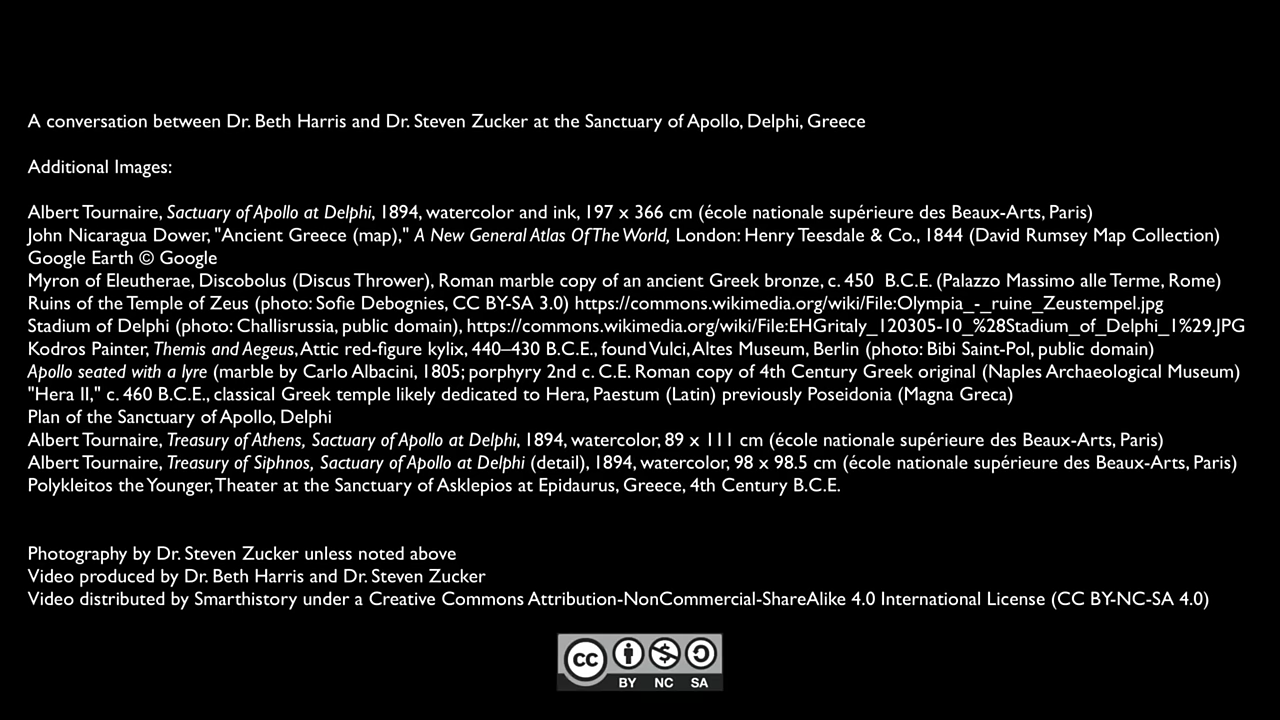 A conversation between Dr. Beth Harris and Dr. Steven Zucker at the Sanctuary of Apollo, Delphi, Greece
Additional Images:
Albert Tournaire, Sactuary of Apollo at Delphi, 1894, watercolor and ink, 197 x 366 cm (école nationale supérieure des Beaux-Arts, Paris)
John Nicaragua Dower, "Ancient Greece (map)," A New General Atlas Of The World, London: Henry Teesdale & Co., 1844 (David Rumsey Map Collection)
Google Earth © Google
Myron of Eleutherae, Discobolus (Discus Thrower), Roman marble copy of an ancient Greek bronze, c. 450 B.C.E. (Palazzo Massimo alle Terme, Rome)
Ruins of the Temple of Zeus (photo: Sofie Debognies, CC BY-SA 3.0) https://commons.wikimedia.org/wiki/File:Olympia_-_ruine_Zeustempel.jpg
Stadium of Delphi (photo: Challisrussia, public domain), https://commons.wikimedia.org/wiki/File:EHGritaly_120305-10_%28Stadium_of_Delphi_1%29.JPG
Kodros Painter, Themis and Aegeus, Attic red-figure kylix, 440–430 B.C.E., found Vulci, Altes Museum, Berlin (photo: Bibi Saint-Pol, public domain)
Apollo seated with a lyre (marble by Carlo Albacini, 1805; porphyry 2nd c. C.E. Roman copy of 4th Century Greek original (Naples Archaeological Museum)
"Hera II," c. 460 B.C.E., classical Greek temple likely dedicated to Hera, Paestum (Latin) previously Poseidonia (Magna Greca)
Plan of the Sanctuary of Apollo, Delphi
Albert Tournaire, Treasury of Athens, Sactuary of Apollo at Delphi, 1894, watercolor, 89 x 111 cm (école nationale supérieure des Beaux-Arts, Paris)
Albert Tournaire, Treasury of Siphnos, Sactuary of Apollo at Delphi (detail), 1894, watercolor, 98 x 98.5 cm (école nationale supérieure des Beaux-Arts, Paris)
Polykleitos the Younger, Theater at the Sanctuary of Asklepios at Epidaurus, Greece, 4th Century B.C.E.
Photography by Dr. Steven Zucker unless noted above
Video produced by Dr. Beth Harris and Dr. Steven Zucker
Video distributed by Smarthistory under a Creative Commons Attribution-NonCommercial-ShareAlike 4.0 International License (CC BY-NC-SA 4.0)
cc
BY NC SA